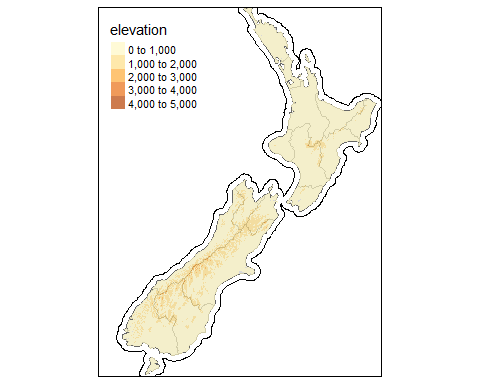 elevation
0 to 1,000
1,000 to 2,000
2,000 to 3,000
3,000 to 4,000
4,000 to 5,000